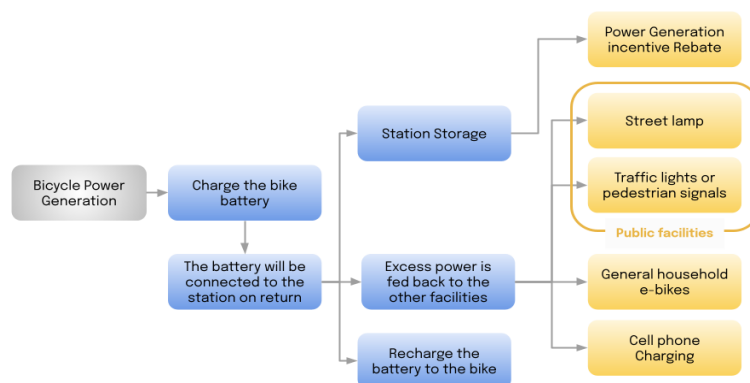 Power Generation
incentive Rebate
Station Storage
Street lamp
Bicycle Power
Generation
Charge the bike
battery
Traffic lights or
pedestrian signals
Public facilities
The battery will be
connected to the
station on return
Excess power is
fed back to the
other facilities
General household
e-bikes
Recharge the
battery to the bike
Cell phone
Charging